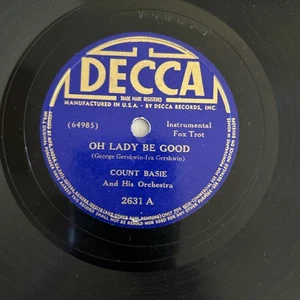 DECCA
TRADE MARK REGISTERED
MANUFACTURED IN U.S.A. - BY DECCA RECORDS, INC.
(64985)
Instrumental
Fox Trot
OH LADY BE GOOD
(George Gershwin-Ira Gershwin)
COUNT BASIE
And His Orchestra
2631 A